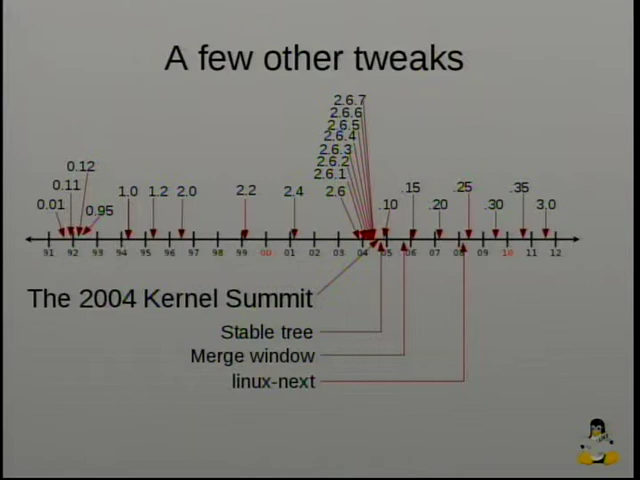 A few other tweaks
2.6.7
2.6.6
2.6.5
2.6.4
2.6.3
2.6.2
2.6.1
0.12
0.11
0.01
0.95
1.0 1.2 2.0 2.2 2.4 2.6 .10 .15 .20 .25 .30 .35 3.0
91 92 93 94 95 96 97 98 99 00 01 02 03 04 05 06 07 08 09 10 11 12
The 2004 Kernel Summit
Stable tree
Merge window
linux-next